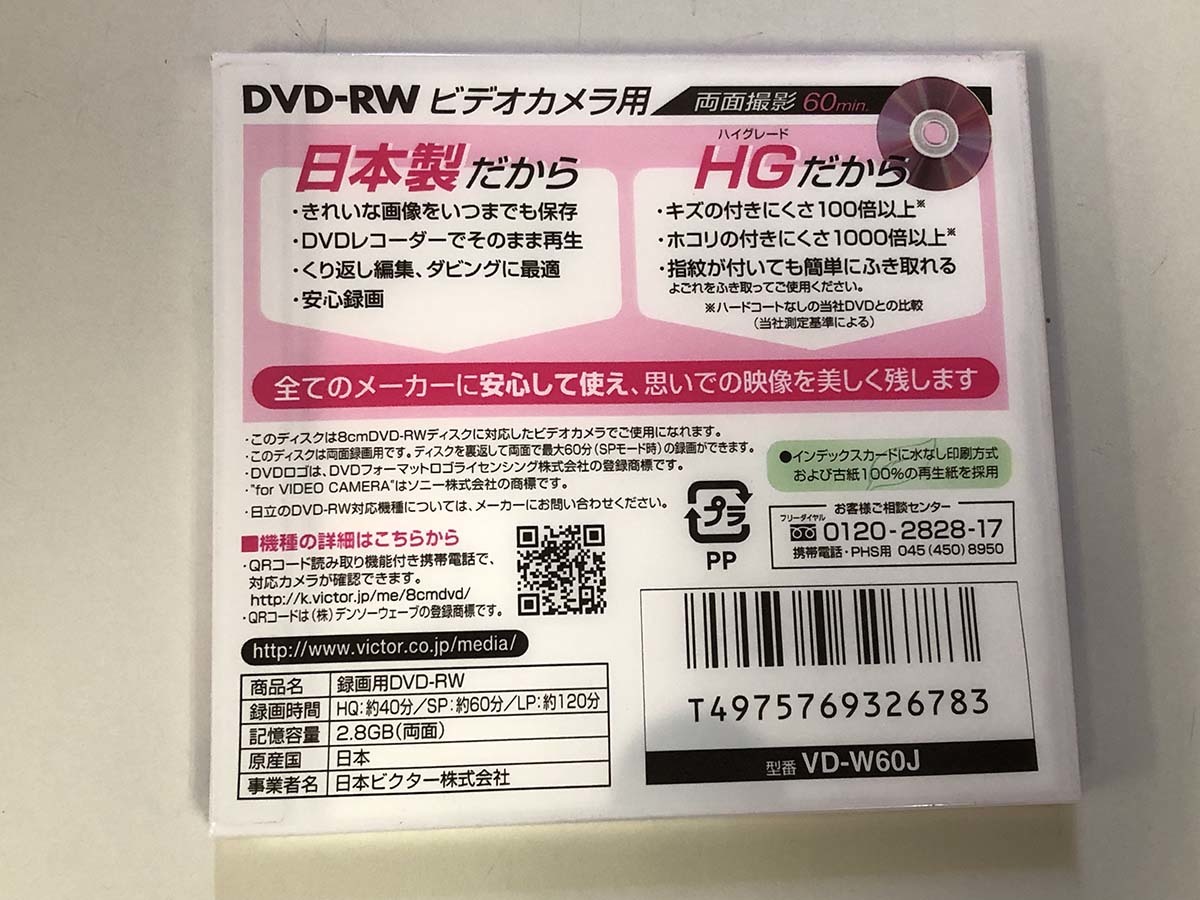 DVD-RW ビデオカメラ用 両面撮影 60min.
日本製だから
・きれいな画像をいつまでも保存
・DVDレコーダーでそのまま再生
・くり返し編集、ダビングに最適
・安心録画
ハイグレード
HGだから
・キズの付きにくさ100倍以上※
・ホコリの付きにくさ1000倍以上※
・指紋が付いても簡単にふき取れる
よごれをふき取ってご使用ください。
※ハードコートなしの当社DVDとの比較
(当社測定基準による)
全てのメーカーに安心して使え、思いでの映像を美しく残します
・このディスクは8cmDVD-RWディスクに対応したビデオカメラでご使用になれます。
・このディスクは両面録画用です。ディスクを裏返して両面で最大60分(SPモード時)の録画ができます。
・DVDロゴは、DVDフォーマットロゴライセンシング株式会社の登録商標です。
・"for VIDEO CAMERA"はソニー株式会社の商標です。
・日立のDVD-RW対応機種については、メーカーにお問い合わせください。
●インデックスカードに水なし印刷方式
および古紙100%の再生紙を採用
■機種の詳細はこちらから
・QRコード読み取り機能付き携帯電話で、
対応カメラが確認できます。
http://k.victor.jp/me/8cmdvd/
・QRコードは(株)デンソーウェーブの登録商標です。
http://www.victor.co.jp/media/
プラ
PP
お客様ご相談センター
フリーダイヤル
0120-2828-17
携帯電話・PHS用 045(450)8950
商品名 録画用DVD-RW
録画時間 HQ:約40分/SP:約60分/LP:約120分
記憶容量 2.8GB(両面)
原産国 日本
事業者名 日本ビクター株式会社
T4975769326783
型番 VD-W60J